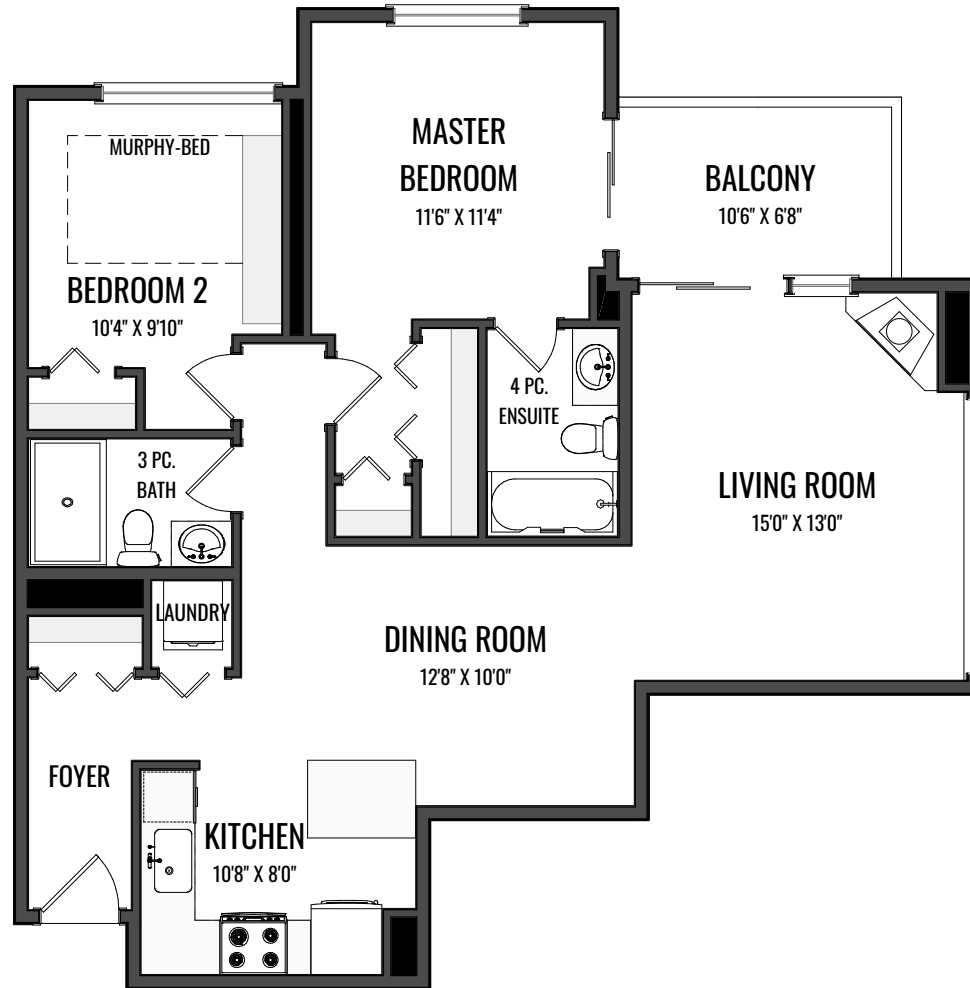 MASTER
BEDROOM
11'6" X 11'4"
MURPHY-BED
BALCONY
10'6" X 6'8"
BEDROOM 2
10'4" X 9'10"
4 PC.
ENSUITE
3 PC.
BATH
LIVING ROOM
15'0" X 13'0"
LAUNDRY
DINING ROOM
12'8" X 10'0"
FOYER
KITCHEN
10'8" X 8'0"